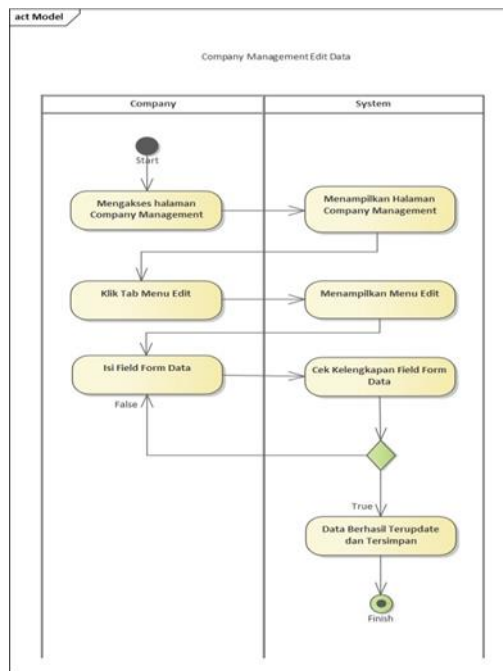 act Model
Company Management Edit Data
Company
System
Start
Mengakses halaman
Company Management
Menampilkan Halaman
Company Management
Klik Tab Menu Edit
Menampilkan Menu Edit
Isi Field Form Data
Cek Kelengkapan Field Form
Data
False
True
Data Berhasil Terupdate
dan Tersimpan
Finish